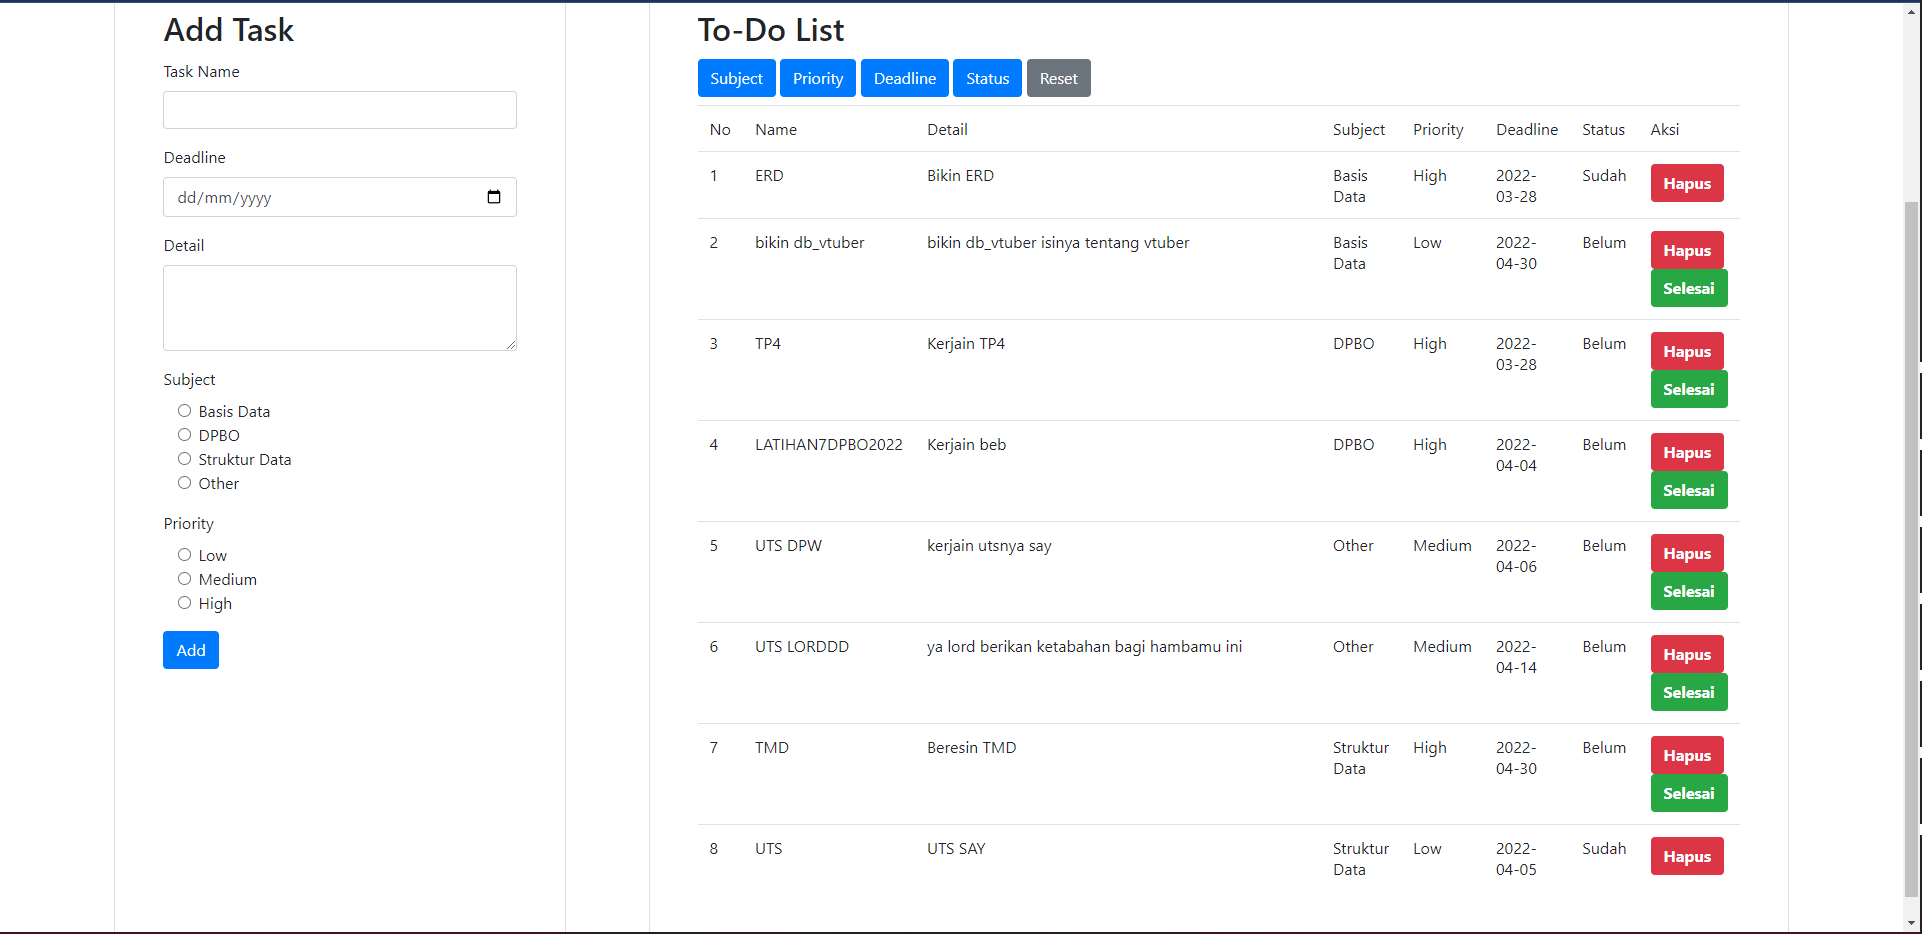 Add Task
Task Name
Deadline
dd/mm/yyyy
Detail
Subject
Basis Data
DPBO
Struktur Data
Other
Priority
Low
Medium
High
Add
To-Do List
Subject Priority Deadline Status Reset
No Name Detail Subject Priority Deadline Status Aksi
1 ERD Bikin ERD Basis High 2022- Sudah Hapus
Data 03-28
2 bikin db_vtuber bikin db_vtuber isinya tentang vtuber Basis Low 2022- Belum Hapus
Data 04-30
Selesai
3 TP4 Kerjain TP4 DPBO High 2022- Belum Hapus
03-28
Selesai
4 LATIHAN7DPBO2022 Kerjain beb DPBO High 2022- Belum Hapus
04-04
Selesai
5 UTS DPW kerjain utsnya say Other Medium 2022- Belum Hapus
04-06
Selesai
6 UTS LORDDD ya lord berikan ketabahan bagi hambamu ini Other Medium 2022- Belum Hapus
04-14
Selesai
7 TMD Beresin TMD Struktur High 2022- Belum Hapus
Data 04-30
Selesai
8 UTS UTS SAY Struktur Low 2022- Sudah Hapus
Data 04-05